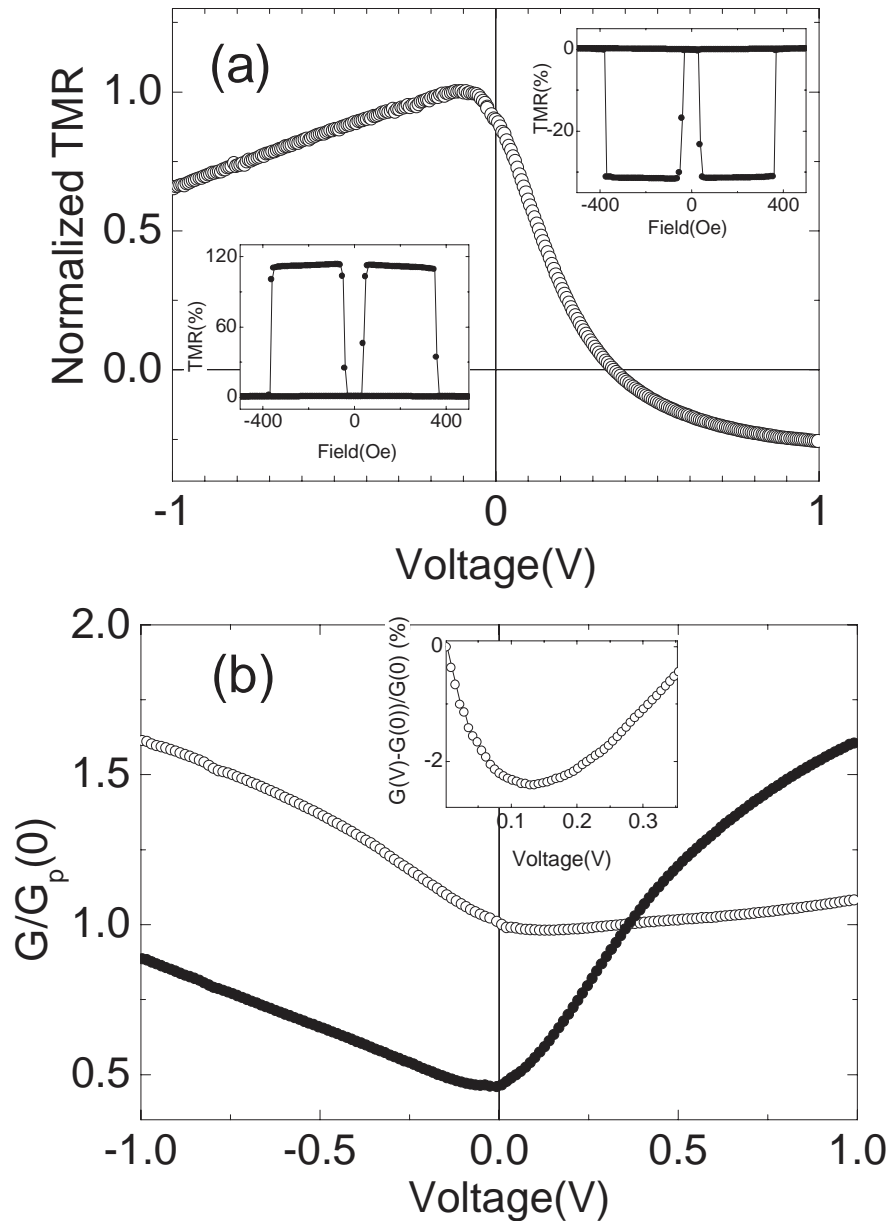 (a)
Normalized TMR
1.0
0.5
0.0
-1
0
1
Voltage(V)
TMR(%)
0
-20
-400
0
400
Field(Oe)
TMR(%)
120
60
0
-400
0
400
Field(Oe)
(b)
G/G_p(0)
2.0
1.5
1.0
0.5
-1.0
-0.5
0.0
0.5
1.0
Voltage(V)
G(V)-G(0))/G(0) (%)
0
-2
0.1
0.2
0.3
Voltage(V)